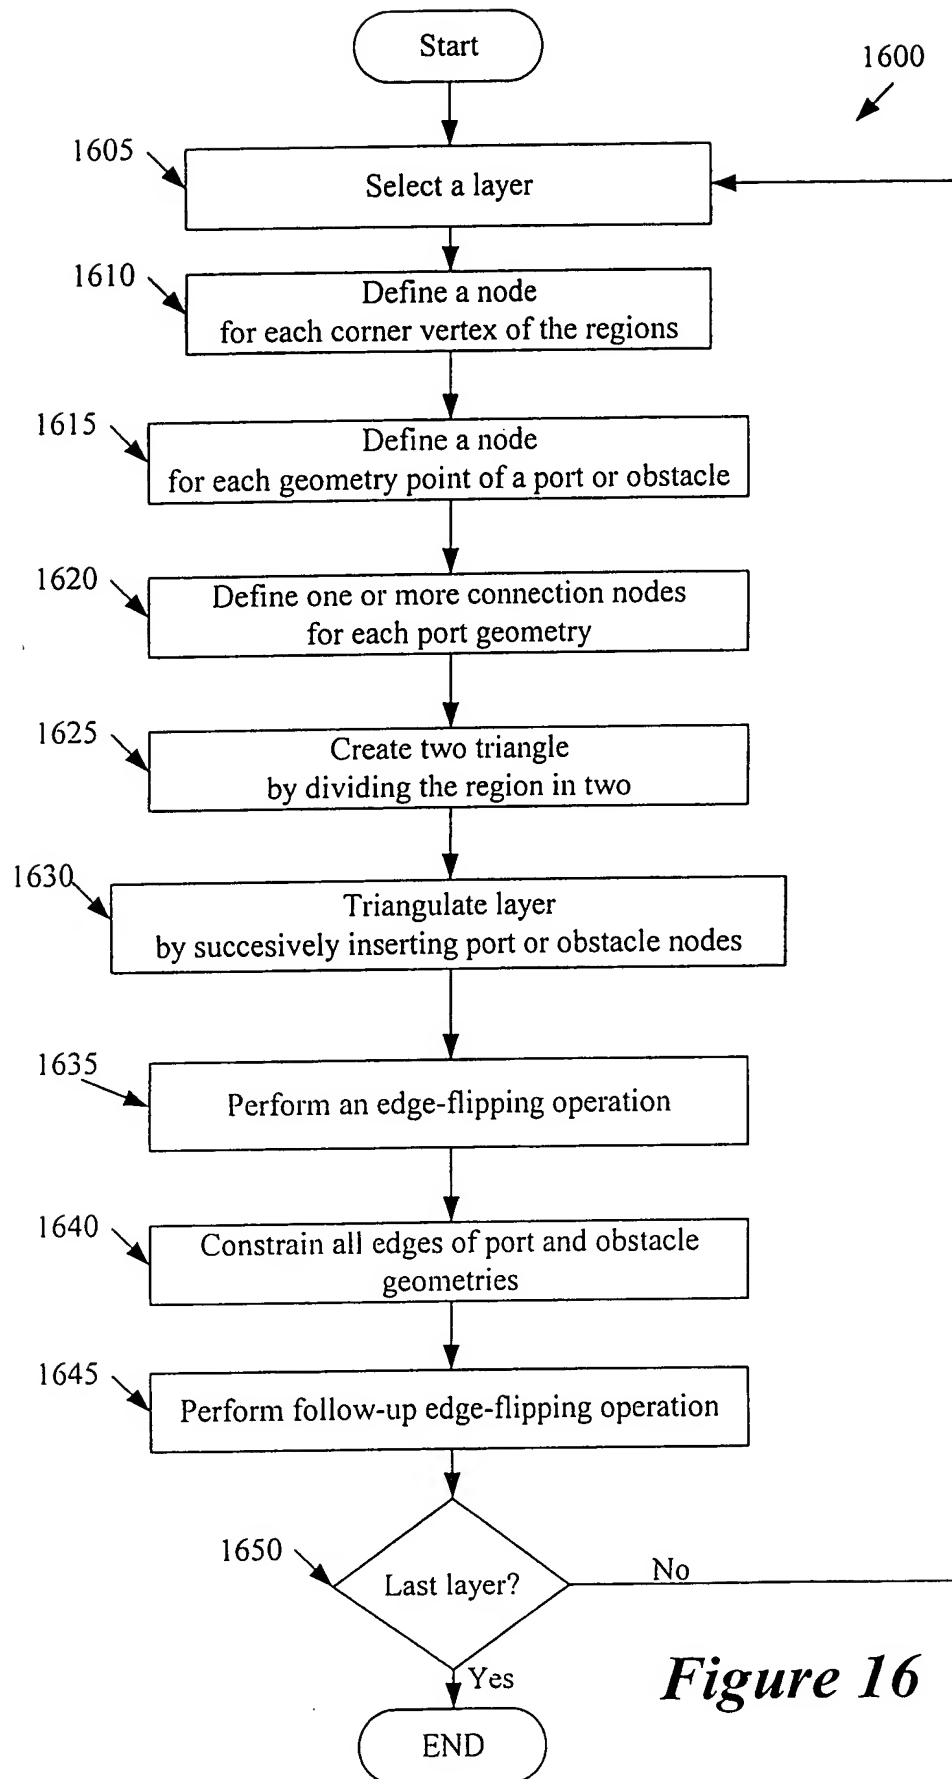 Start
1600
1605
Select a layer
1610
Define a node
for each corner vertex of the regions
1615
Define a node
for each geometry point of a port or obstacle
1620
Define one or more connection nodes
for each port geometry
1625
Create two triangle
by dividing the region in two
1630
Triangulate layer
by succesively inserting port or obstacle nodes
1635
Perform an edge-flipping operation
1640
Constrain all edges of port and obstacle
geometries
1645
Perform follow-up edge-flipping operation
1650
Last layer?
No
Yes
Figure 16
END